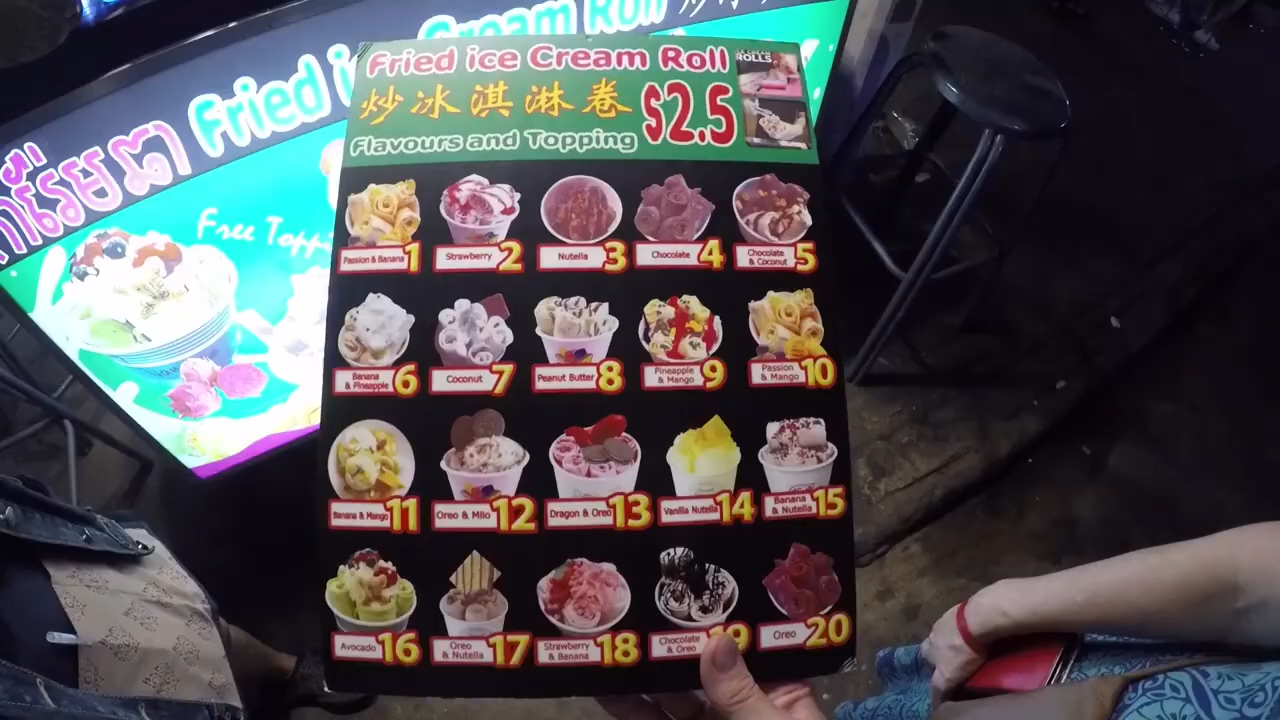 Fried ice Cream Roll
炒冰淇淋卷
$2.5
Flavours and Topping
Passion & Banana 1
Strawberry 2
Nutella 3
Chocolate 4
Chocolate & Coconut 5
Banana & Pineapple 6
Coconut 7
Peanut Butter 8
Pineapple & Mango 9
Passion & Mango 10
Banana & Mango 11
Oreo & Milo 12
Dragon & Oreo 13
Vanilla Nutella 14
Banana & Nutella 15
Avocado 16
Oreo & Nutella 17
Strawberry & Banana 18
Chocolate & Oreo 19
Oreo 20
ROLLS
Fried i
Cream Roll
Free Topp